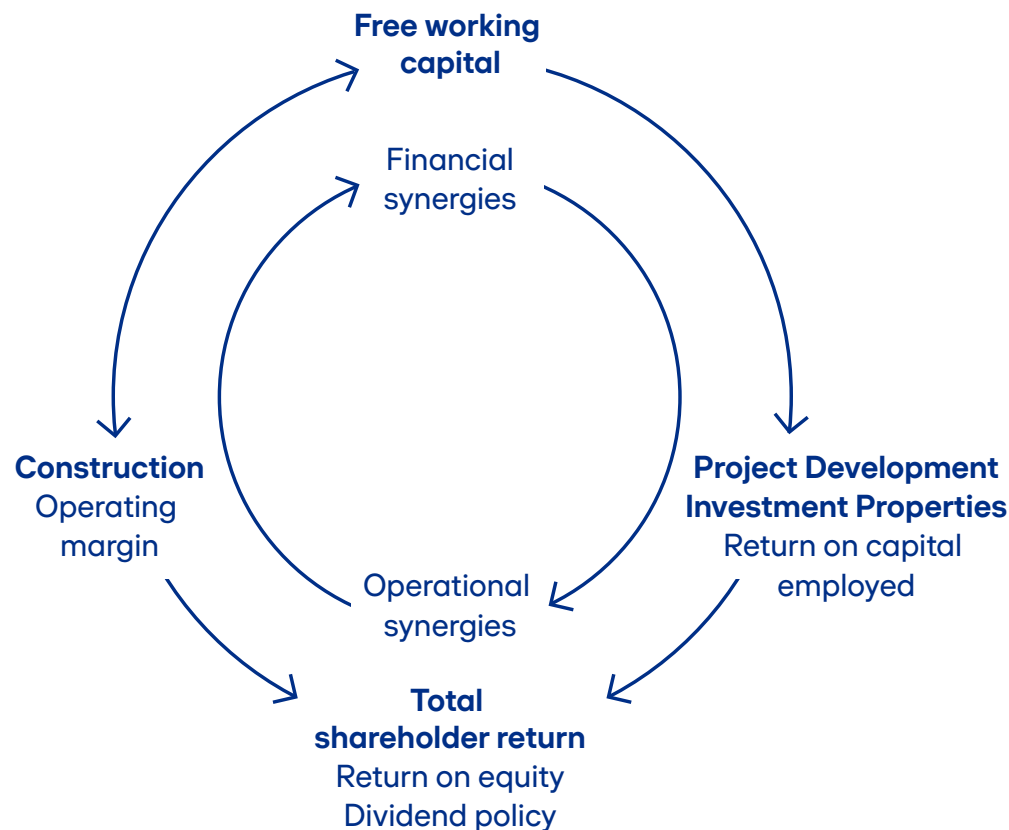 Free working
capital
Financial
synergies
Construction
Operating
margin
Project Development
Investment Properties
Return on capital
employed
Operational
synergies
Total
shareholder return
Return on equity
Dividend policy